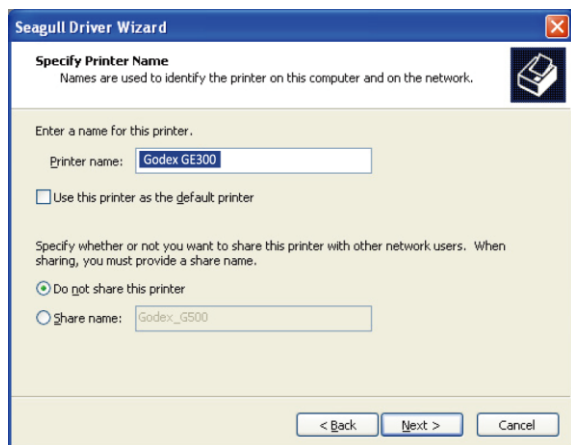 Seagull Driver Wizard
Specify Printer Name
Names are used to identify the printer on this computer and on the network.
Enter a name for this printer.
Printer name: Godex GE300
Use this printer as the default printer
Specify whether or not you want to share this printer with other network users. When
sharing, you must provide a share name.
Do not share this printer
Share name: Godex_G500
< Back Next > Cancel